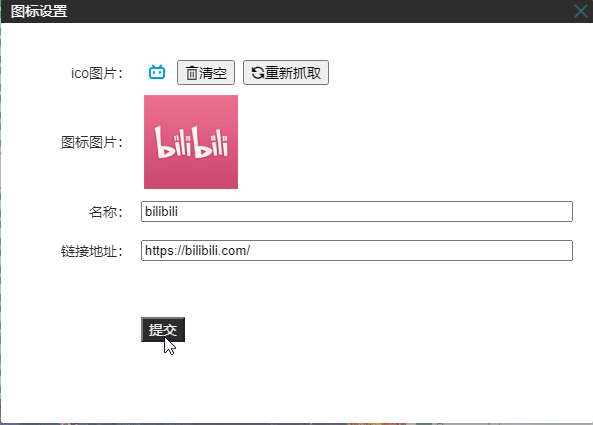 图标设置
ico图片： 清空 重新抓取
图标图片： bilibili
名称： bilibili
链接地址： https://bilibili.com/
提交